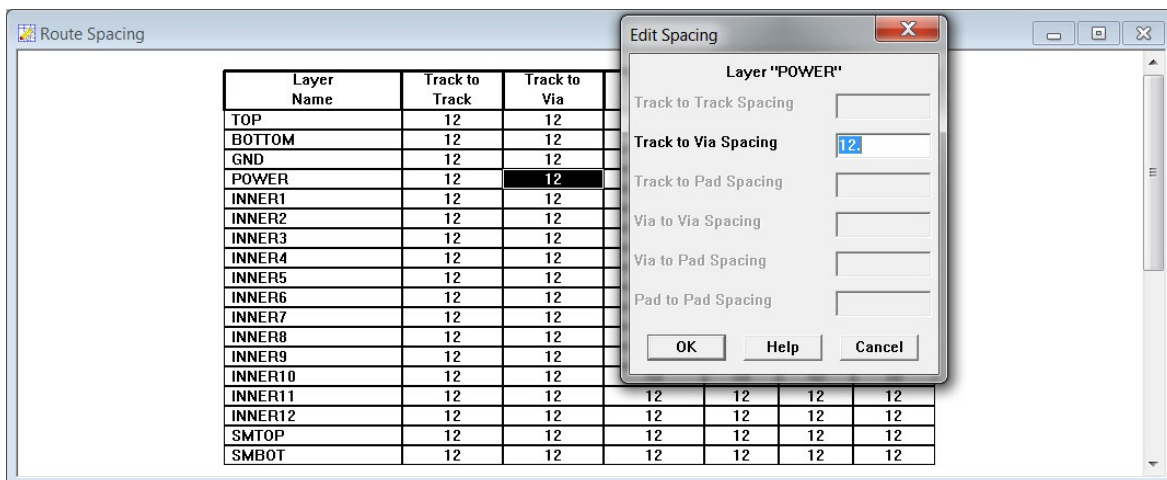 Route Spacing
Edit Spacing
Layer "POWER"
Track to Track Spacing
Track to Via Spacing 12.
Track to Pad Spacing
Via to Via Spacing
Via to Pad Spacing
Pad to Pad Spacing
OK Help Cancel
Layer Track to Track to
Name Track Via
TOP 12 12
BOTTOM 12 12
GND 12 12
POWER 12 12
INNER1 12 12
INNER2 12 12
INNER3 12 12
INNER4 12 12
INNER5 12 12
INNER6 12 12
INNER7 12 12
INNER8 12 12
INNER9 12 12
INNER10 12 12
INNER11 12 12 12 12 12 12
INNER12 12 12 12 12 12 12
SMTOP 12 12 12 12 12 12
SMBOT 12 12 12 12 12 12